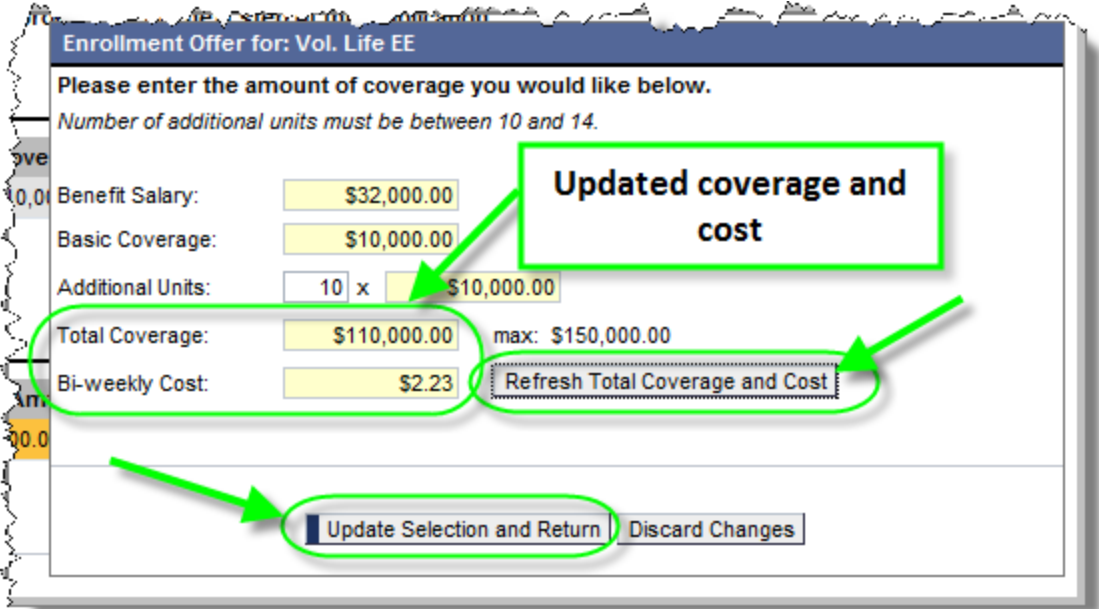 Enrollment Offer for: Vol. Life EE
Please enter the amount of coverage you would like below.
Number of additional units must be between 10 and 14.
Updated coverage and
cost
Benefit Salary: $32,000.00
Basic Coverage: $10,000.00
Additional Units: 10 x $10,000.00
Total Coverage: $110,000.00 max: $150,000.00
Bi-weekly Cost: $2.23 Refresh Total Coverage and Cost
Update Selection and Return Discard Changes